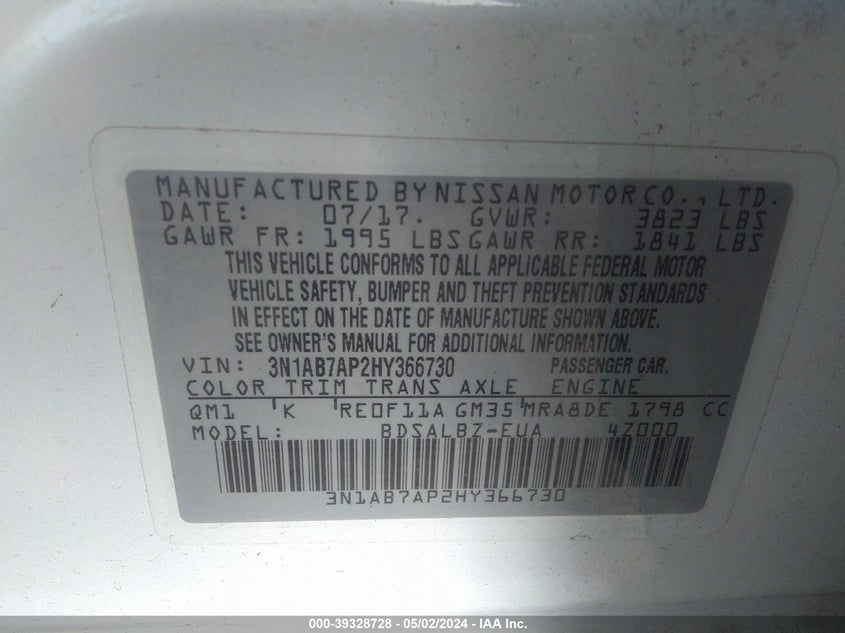 MANUFACTURED BY NISSAN MOTOR CO., LTD.
DATE: 07/17. GVWR: 3823 LBS
GAWR FR: 1995 LBS GAWR RR: 1841 LBS
THIS VEHICLE CONFORMS TO ALL APPLICABLE FEDERAL MOTOR
VEHICLE SAFETY, BUMPER AND THEFT PREVENTION STANDARDS
IN EFFECT ON THE DATE OF MANUFACTURE SHOWN ABOVE.
SEE OWNER'S MANUAL FOR ADDITIONAL INFORMATION.
VIN: 3N1AB7AP2HY366730 PASSENGER CAR.
COLOR TRIM TRANS AXLE ENGINE
QM1 'K 'RE0F11A GM35'MRA8DE 1798 CC
MODEL: BDSALBZ-EUA 4Z000
3N1AB7AP2HY366730
000-39328728 - 05/02/2024 - IAA, Inc.